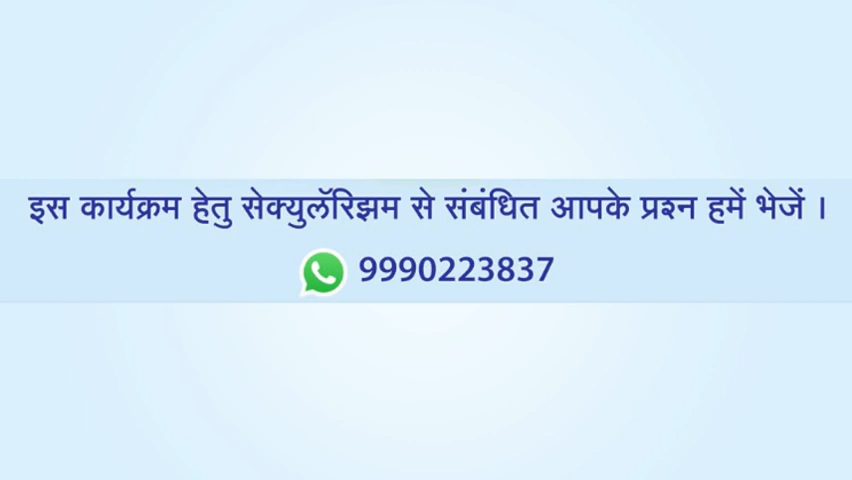 इस कार्यक्रम हेतु सेक्युलॅरिझम से संबंधित आपके प्रश्न हमें भेजें ।
9990223837